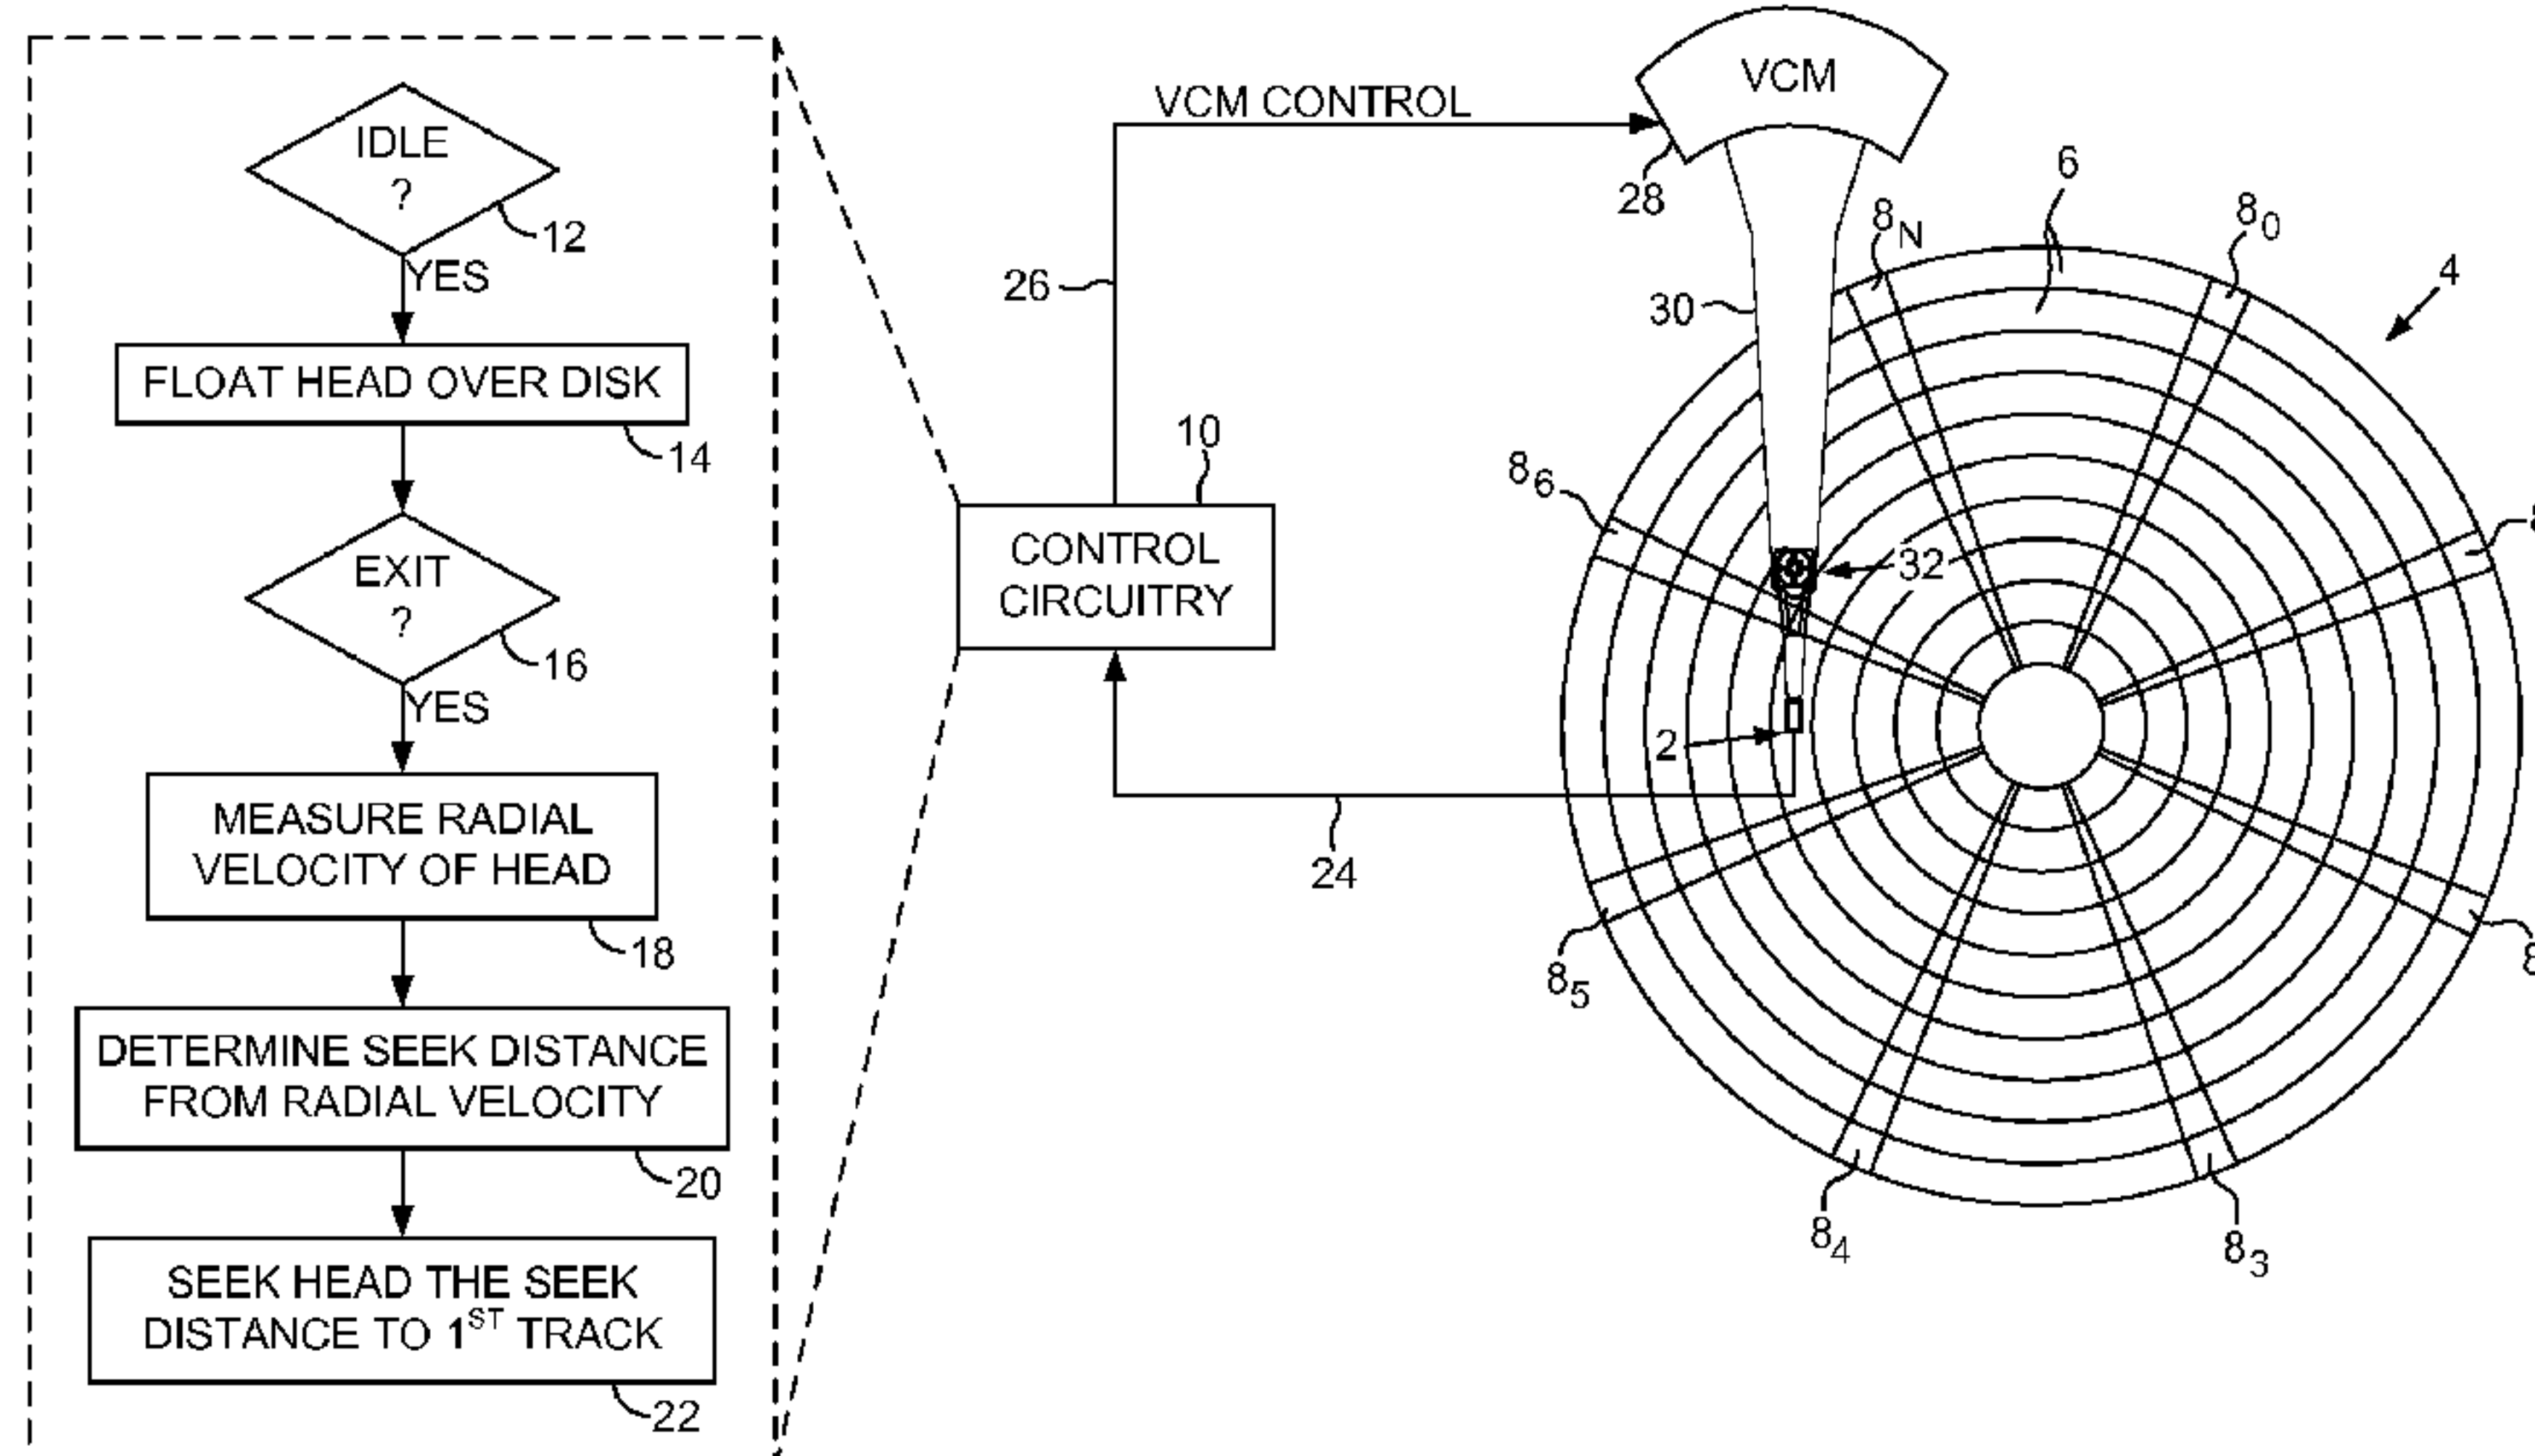 IDLE
?
12
YES
FLOAT HEAD OVER DISK
14
EXIT
?
16
YES
MEASURE RADIAL
VELOCITY OF HEAD
18
DETERMINE SEEK DISTANCE
FROM RADIAL VELOCITY
20
SEEK HEAD THE SEEK
DISTANCE TO 1ST TRACK
22
VCM CONTROL
26
10
CONTROL
CIRCUITRY
24
VCM
28
30
32
2
6
4
8N
80
86
85
84
83
8
8